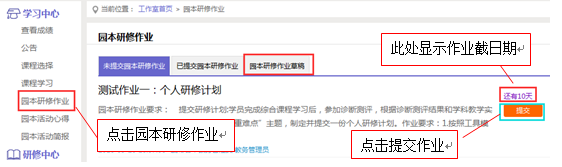 学习中心
查看成绩
公告
课程选择
课程学习
园本研修作业
园本活动心得
园本活动简报
研修中心
当前位置： 工作室首页 > 园本研修作业
园本研修作业
未提交园本研修作业 已提交园本研修作业 园本研修作业草稿
此处显示作业截日期
测试作业一：个人研修计划
还有10天
园本研修作业要求： 提交研修计划学员完成综合课程学习后，参加诊断测评，根据诊断测评结果和学科教学实
重难点”主题，制定并提交一份个人研修计划。作业要求：1.按照工具模
提交
点击园本研修作业
点击提交作业
教务管理员